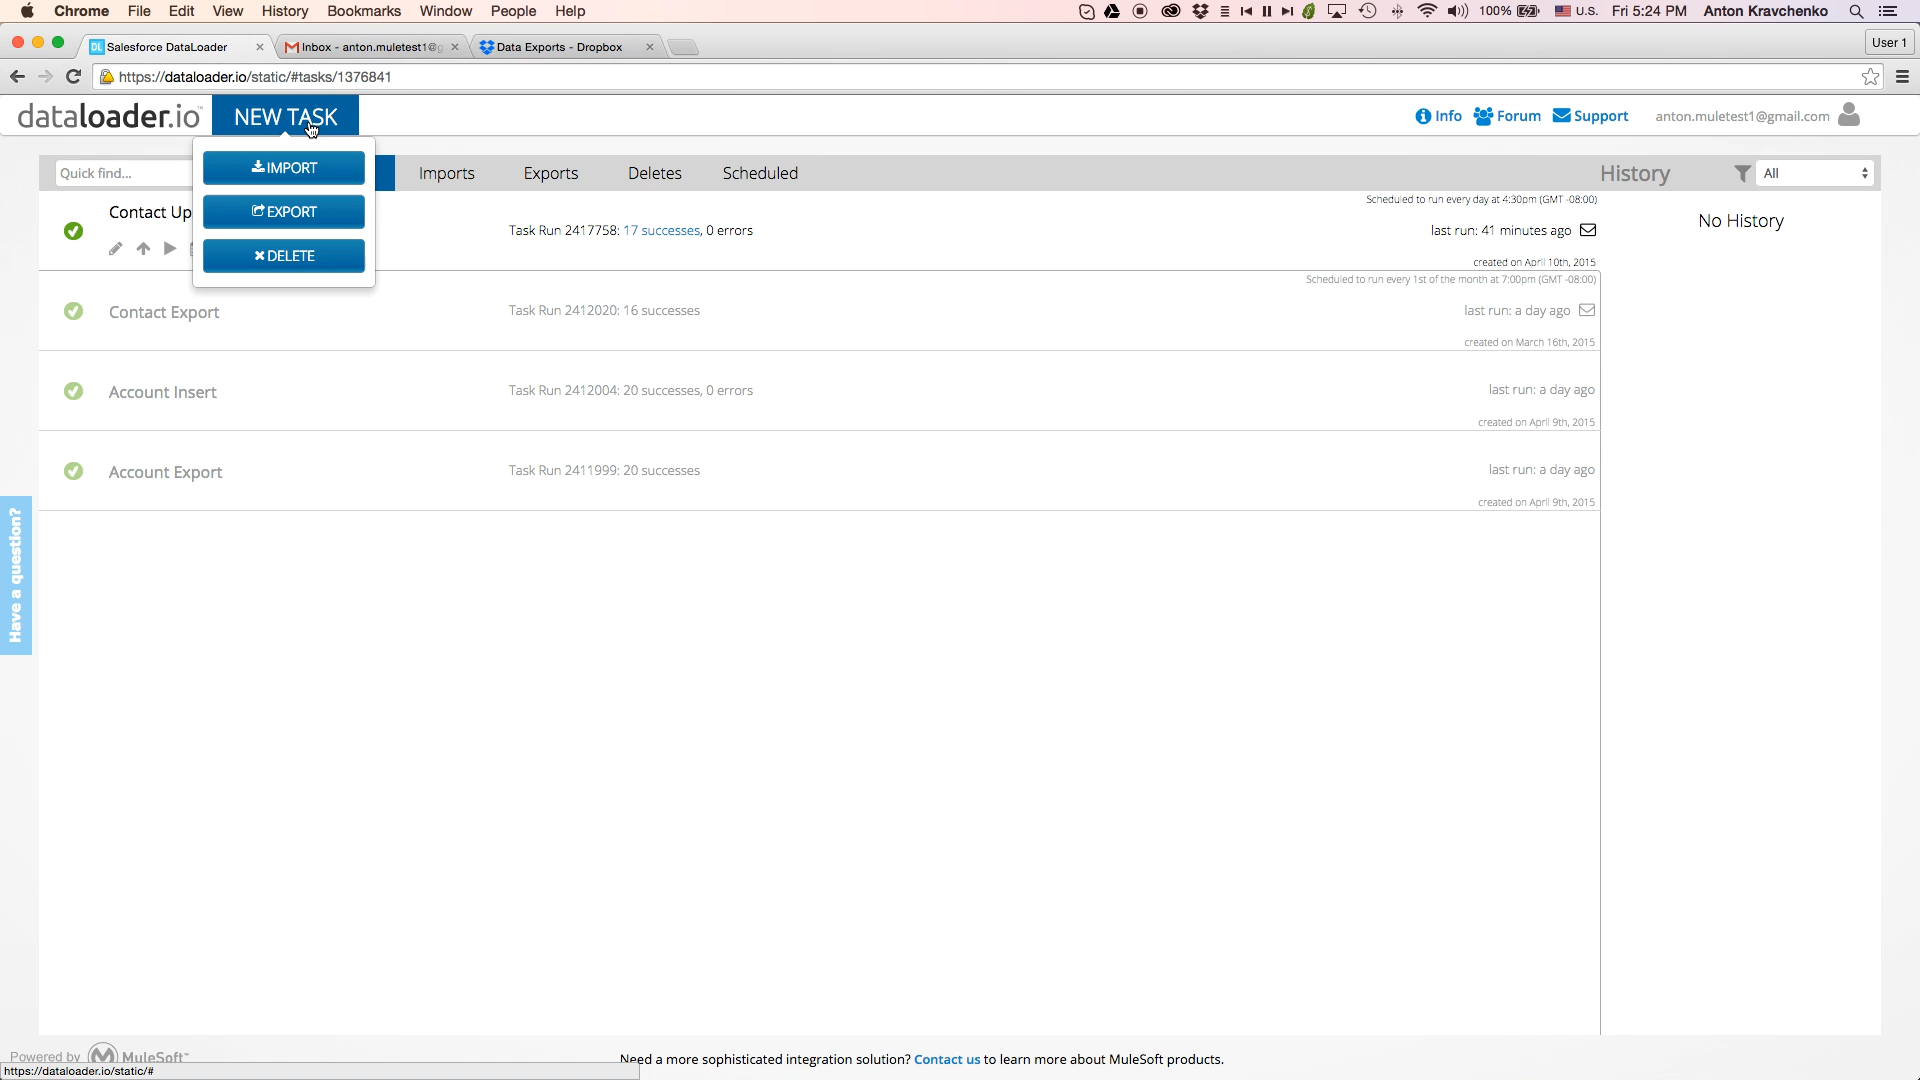 Chrome File Edit View History Bookmarks Window People Help 100% U.S. Fri 5:24 PM Anton Kravchenko
DL Salesforce DataLoader Inbox - anton.muletest1@g Data Exports - Dropbox User 1
https://dataloader.io/static/#tasks/1376841
dataloader.io™ NEW TASK Info Forum Support anton.muletest1@gmail.com
IMPORT
EXPORT
DELETE
Quick find... Imports Exports Deletes Scheduled History All
Scheduled to run every day at 4:30pm (GMT -08:00)
Contact Up
Task Run 2417758: 17 successes, 0 errors last run: 41 minutes ago
created on April 10th, 2015
No History
Scheduled to run every 1st of the month at 7:00pm (GMT -08:00)
Contact Export Task Run 2412020: 16 successes last run: a day ago
created on March 16th, 2015
Account Insert Task Run 2412004: 20 successes, 0 errors last run: a day ago
created on April 9th, 2015
Account Export Task Run 2411999: 20 successes last run: a day ago
created on April 9th, 2015
Have a question?
Powered by MuleSoft™
Need a more sophisticated integration solution? Contact us to learn more about MuleSoft products.
https://dataloader.io/static/#